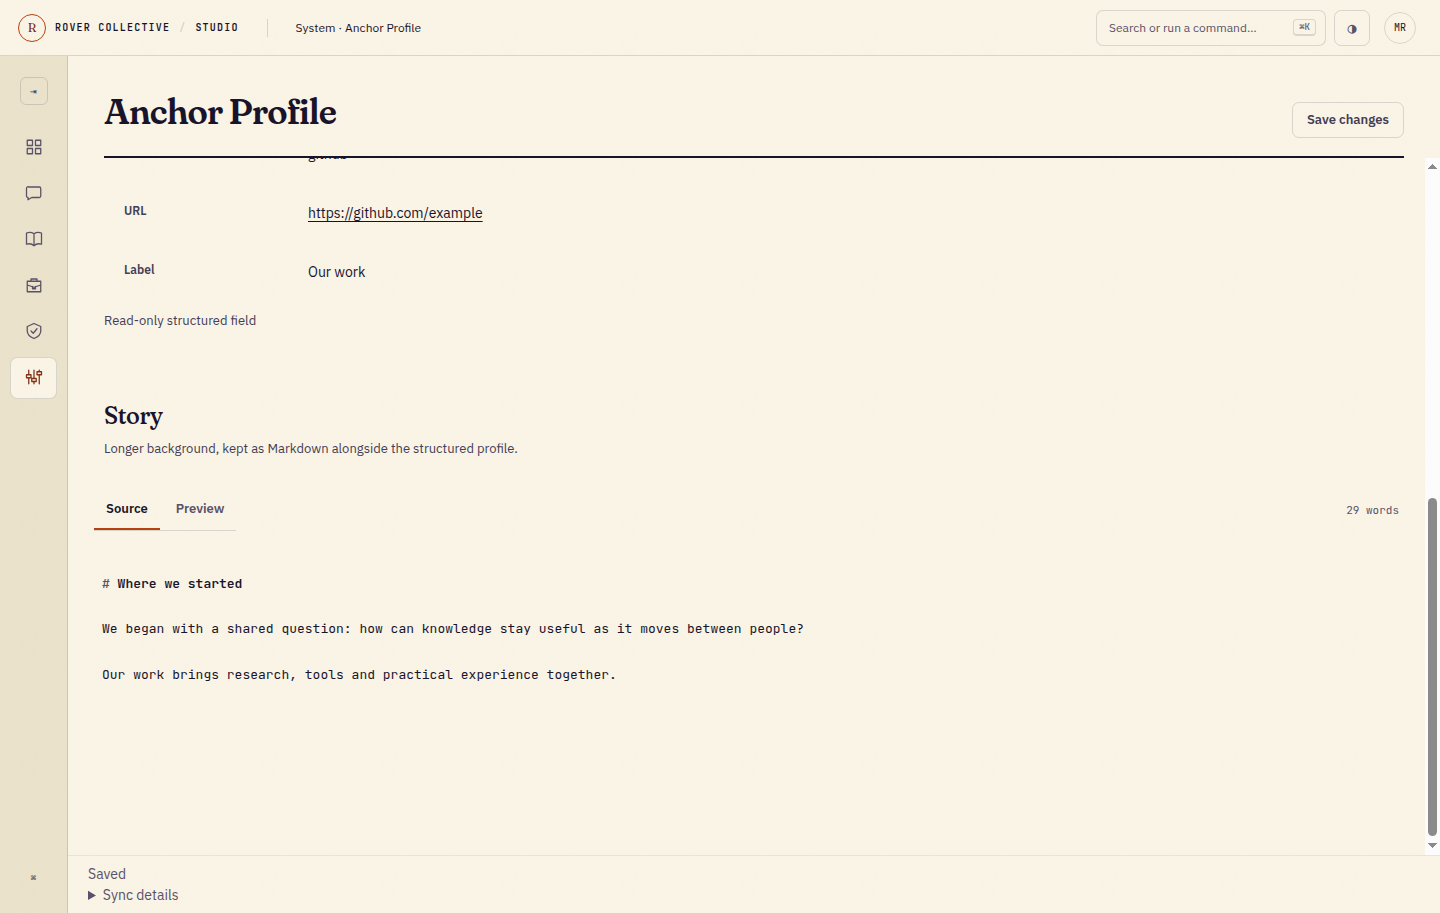 R ROVER COLLECTIVE / STUDIO
System · Anchor Profile
Search or run a command... ⌘K
MR
Anchor Profile
Save changes
github
URL
https://github.com/example
Label
Our work
Read-only structured field
Story
Longer background, kept as Markdown alongside the structured profile.
Source Preview
29 words
# Where we started
We began with a shared question: how can knowledge stay useful as it moves between people?
Our work brings research, tools and practical experience together.
⌘
Saved
Sync details